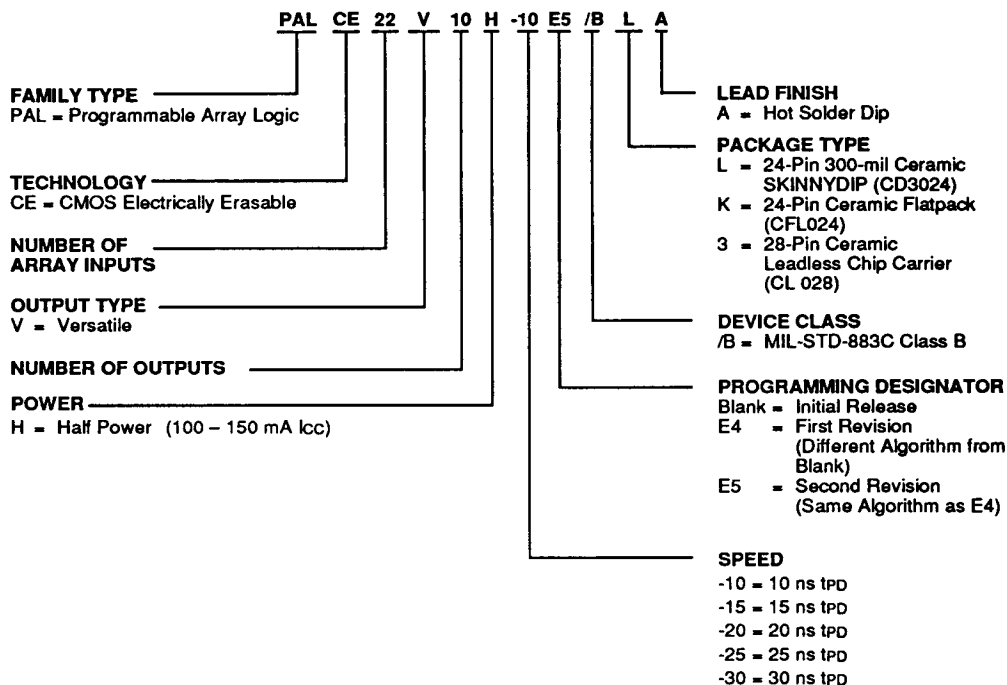 PAL CE 22 V 10 H -10 E5 /B L A
FAMILY TYPE
PAL = Programmable Array Logic
TECHNOLOGY
CE = CMOS Electrically Erasable
NUMBER OF
ARRAY INPUTS
OUTPUT TYPE
V = Versatile
NUMBER OF OUTPUTS
POWER
H = Half Power (100 – 150 mA ICC)
LEAD FINISH
A = Hot Solder Dip
PACKAGE TYPE
L = 24-Pin 300-mil Ceramic
SKINNYDIP (CD3024)
K = 24-Pin Ceramic Flatpack
(CFL024)
3 = 28-Pin Ceramic
Leadless Chip Carrier
(CL 028)
DEVICE CLASS
/B = MIL-STD-883C Class B
PROGRAMMING DESIGNATOR
Blank = Initial Release
E4 = First Revision
(Different Algorithm from
Blank)
E5 = Second Revision
(Same Algorithm as E4)
SPEED
-10 = 10 ns tPD
-15 = 15 ns tPD
-20 = 20 ns tPD
-25 = 25 ns tPD
-30 = 30 ns tPD